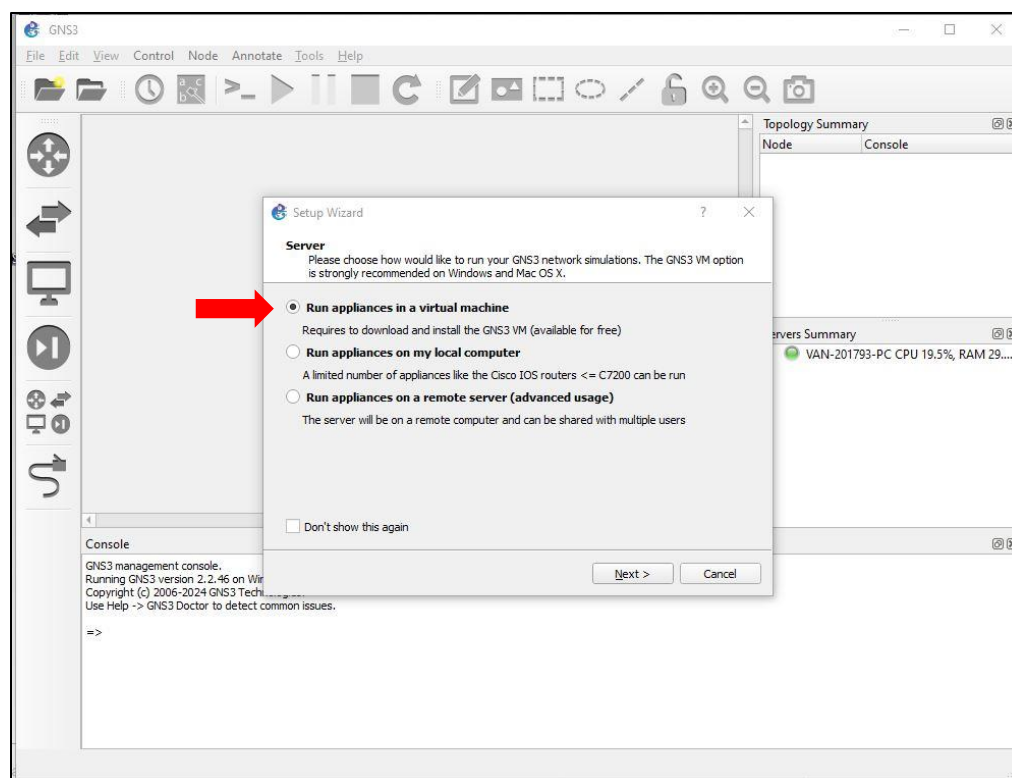 GNS3
File Edit View Control Node Annotate Tools Help
Topology Summary
Node Console
Setup Wizard
Server
Please choose how would like to run your GNS3 network simulations. The GNS3 VM option
is strongly recommended on Windows and Mac OS X.
Run appliances in a virtual machine
Requires to download and install the GNS3 VM (available for free)
Run appliances on my local computer
A limited number of appliances like the Cisco IOS routers <= C7200 can be run
Run appliances on a remote server (advanced usage)
The server will be on a remote computer and can be shared with multiple users
Don't show this again
Next > Cancel
ervers Summary
VAN-201793-PC CPU 19.5%, RAM 29....
Console
GNS3 management console.
Running GNS3 version 2.2.46 on Wi
Copyright (c) 2006-2024 GNS3
Use Help -> GNS3 Doctor to detect common issues.
=>